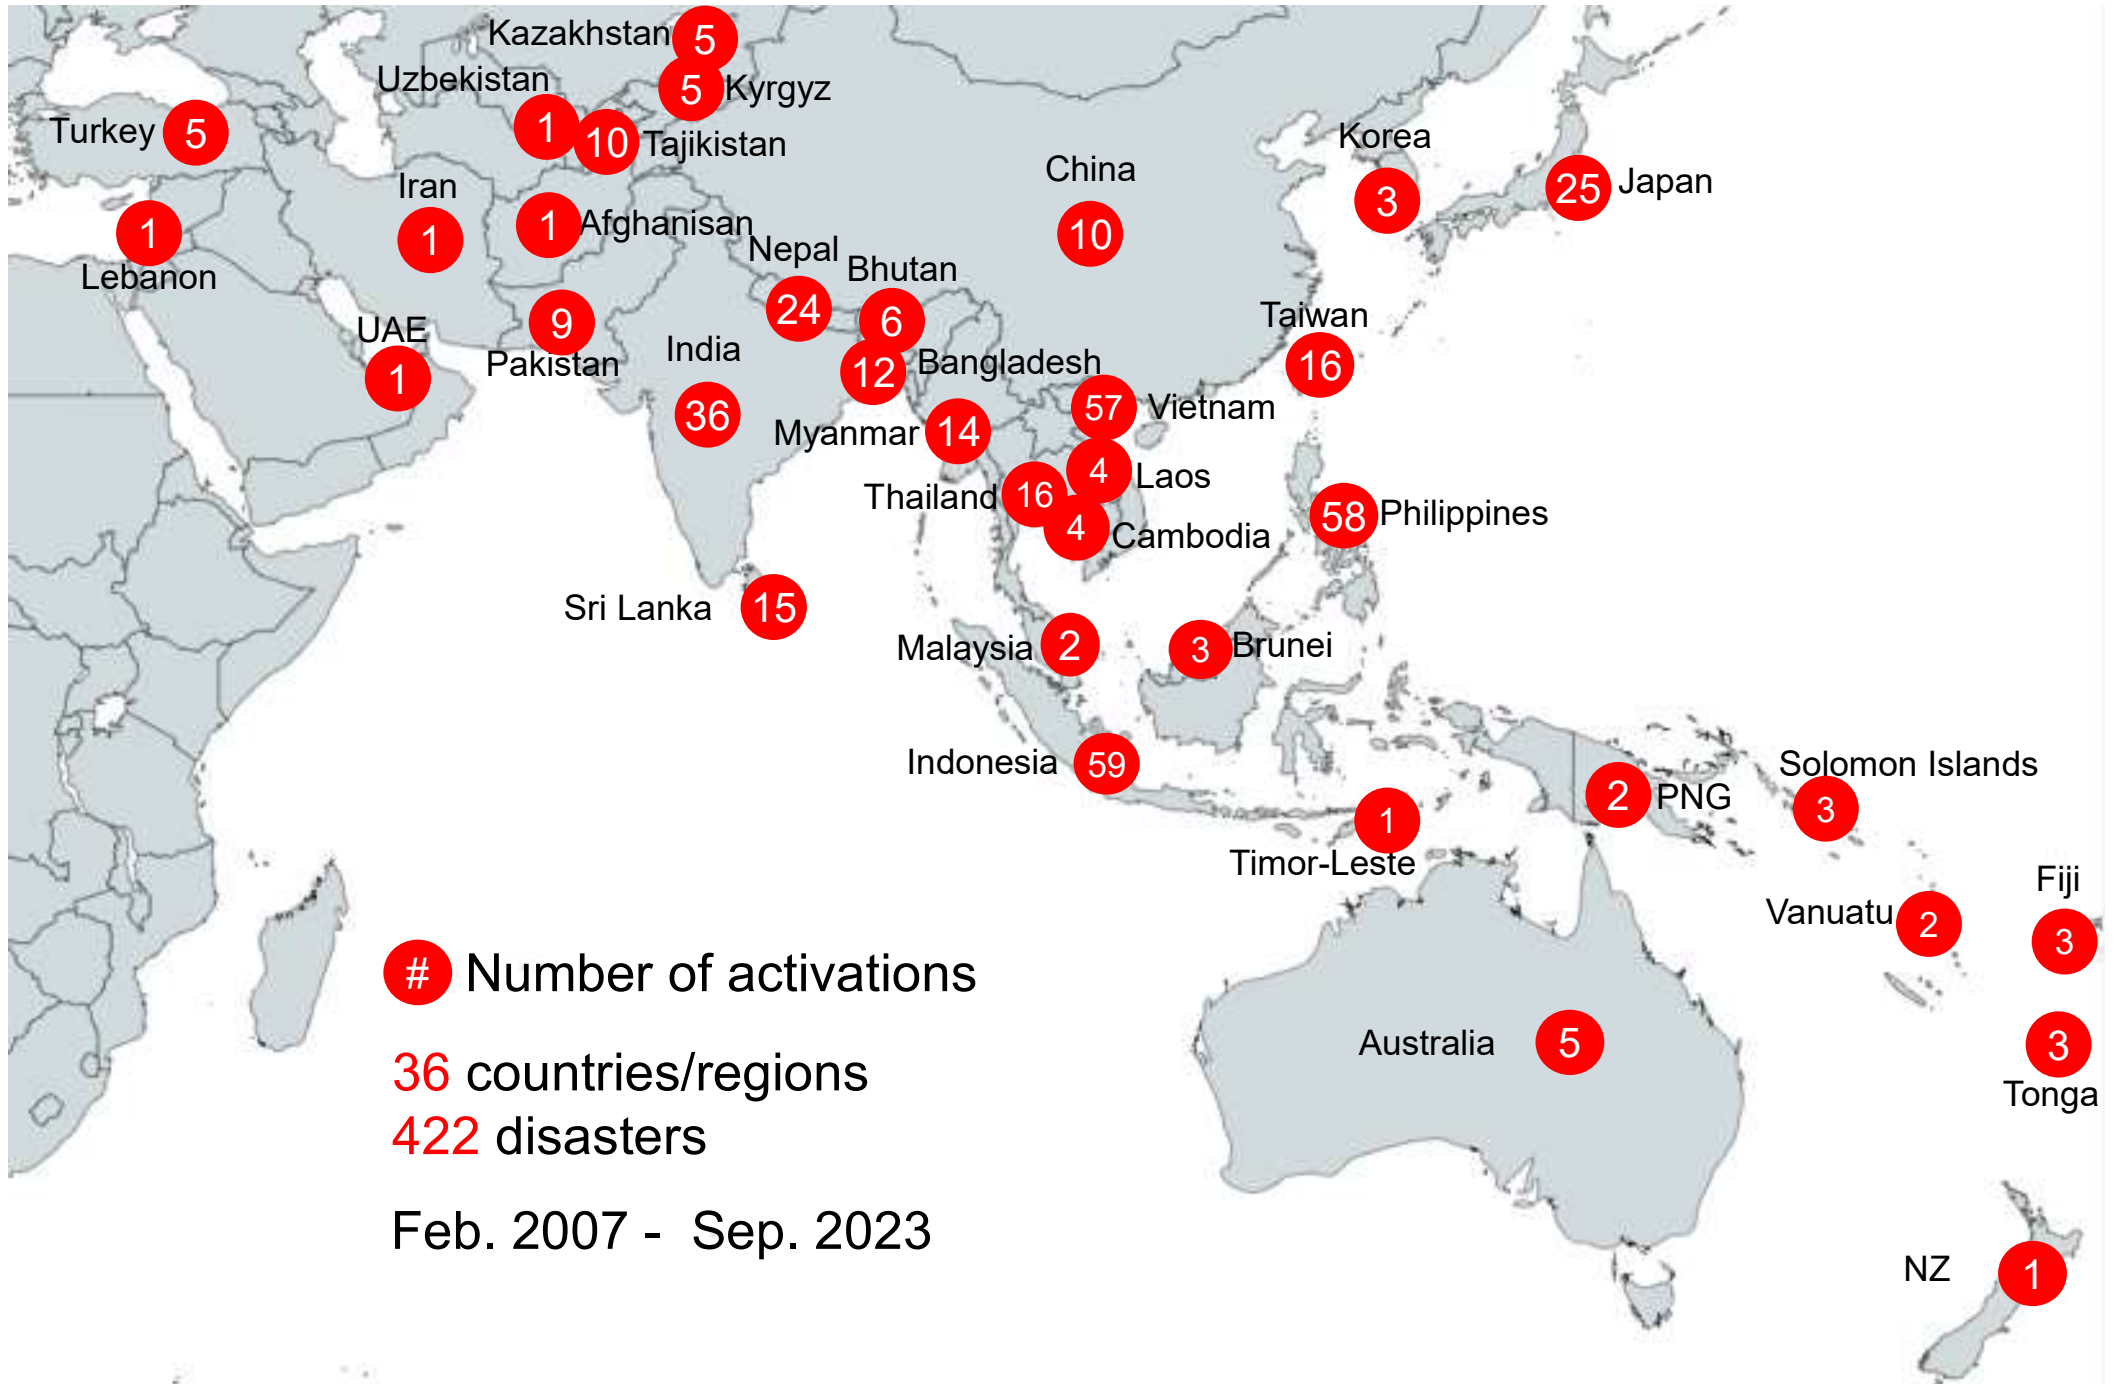 Kazakhstan
5
Uzbekistan
5
Kyrgyz
Turkey
5
1
10
Tajikistan
Korea
3
25
Japan
China
10
Iran
1
1
Afghanisan
1
Lebanon
Nepal
24
Bhutan
6
UAE
1
9
Pakistan
India
36
12
Bangladesh
Taiwan
16
57
Vietnam
Myanmar
14
4
Laos
Thailand
16
4
Cambodia
58
Philippines
Sri Lanka
15
Malaysia
2
3
Brunei
Indonesia
59
Solomon Islands
3
2
PNG
1
Timor-Leste
Fiji
3
Vanuatu
2
Australia
5
3
Tonga
NZ
1
# Number of activations
36 countries/regions
422 disasters
Feb. 2007 - Sep. 2023